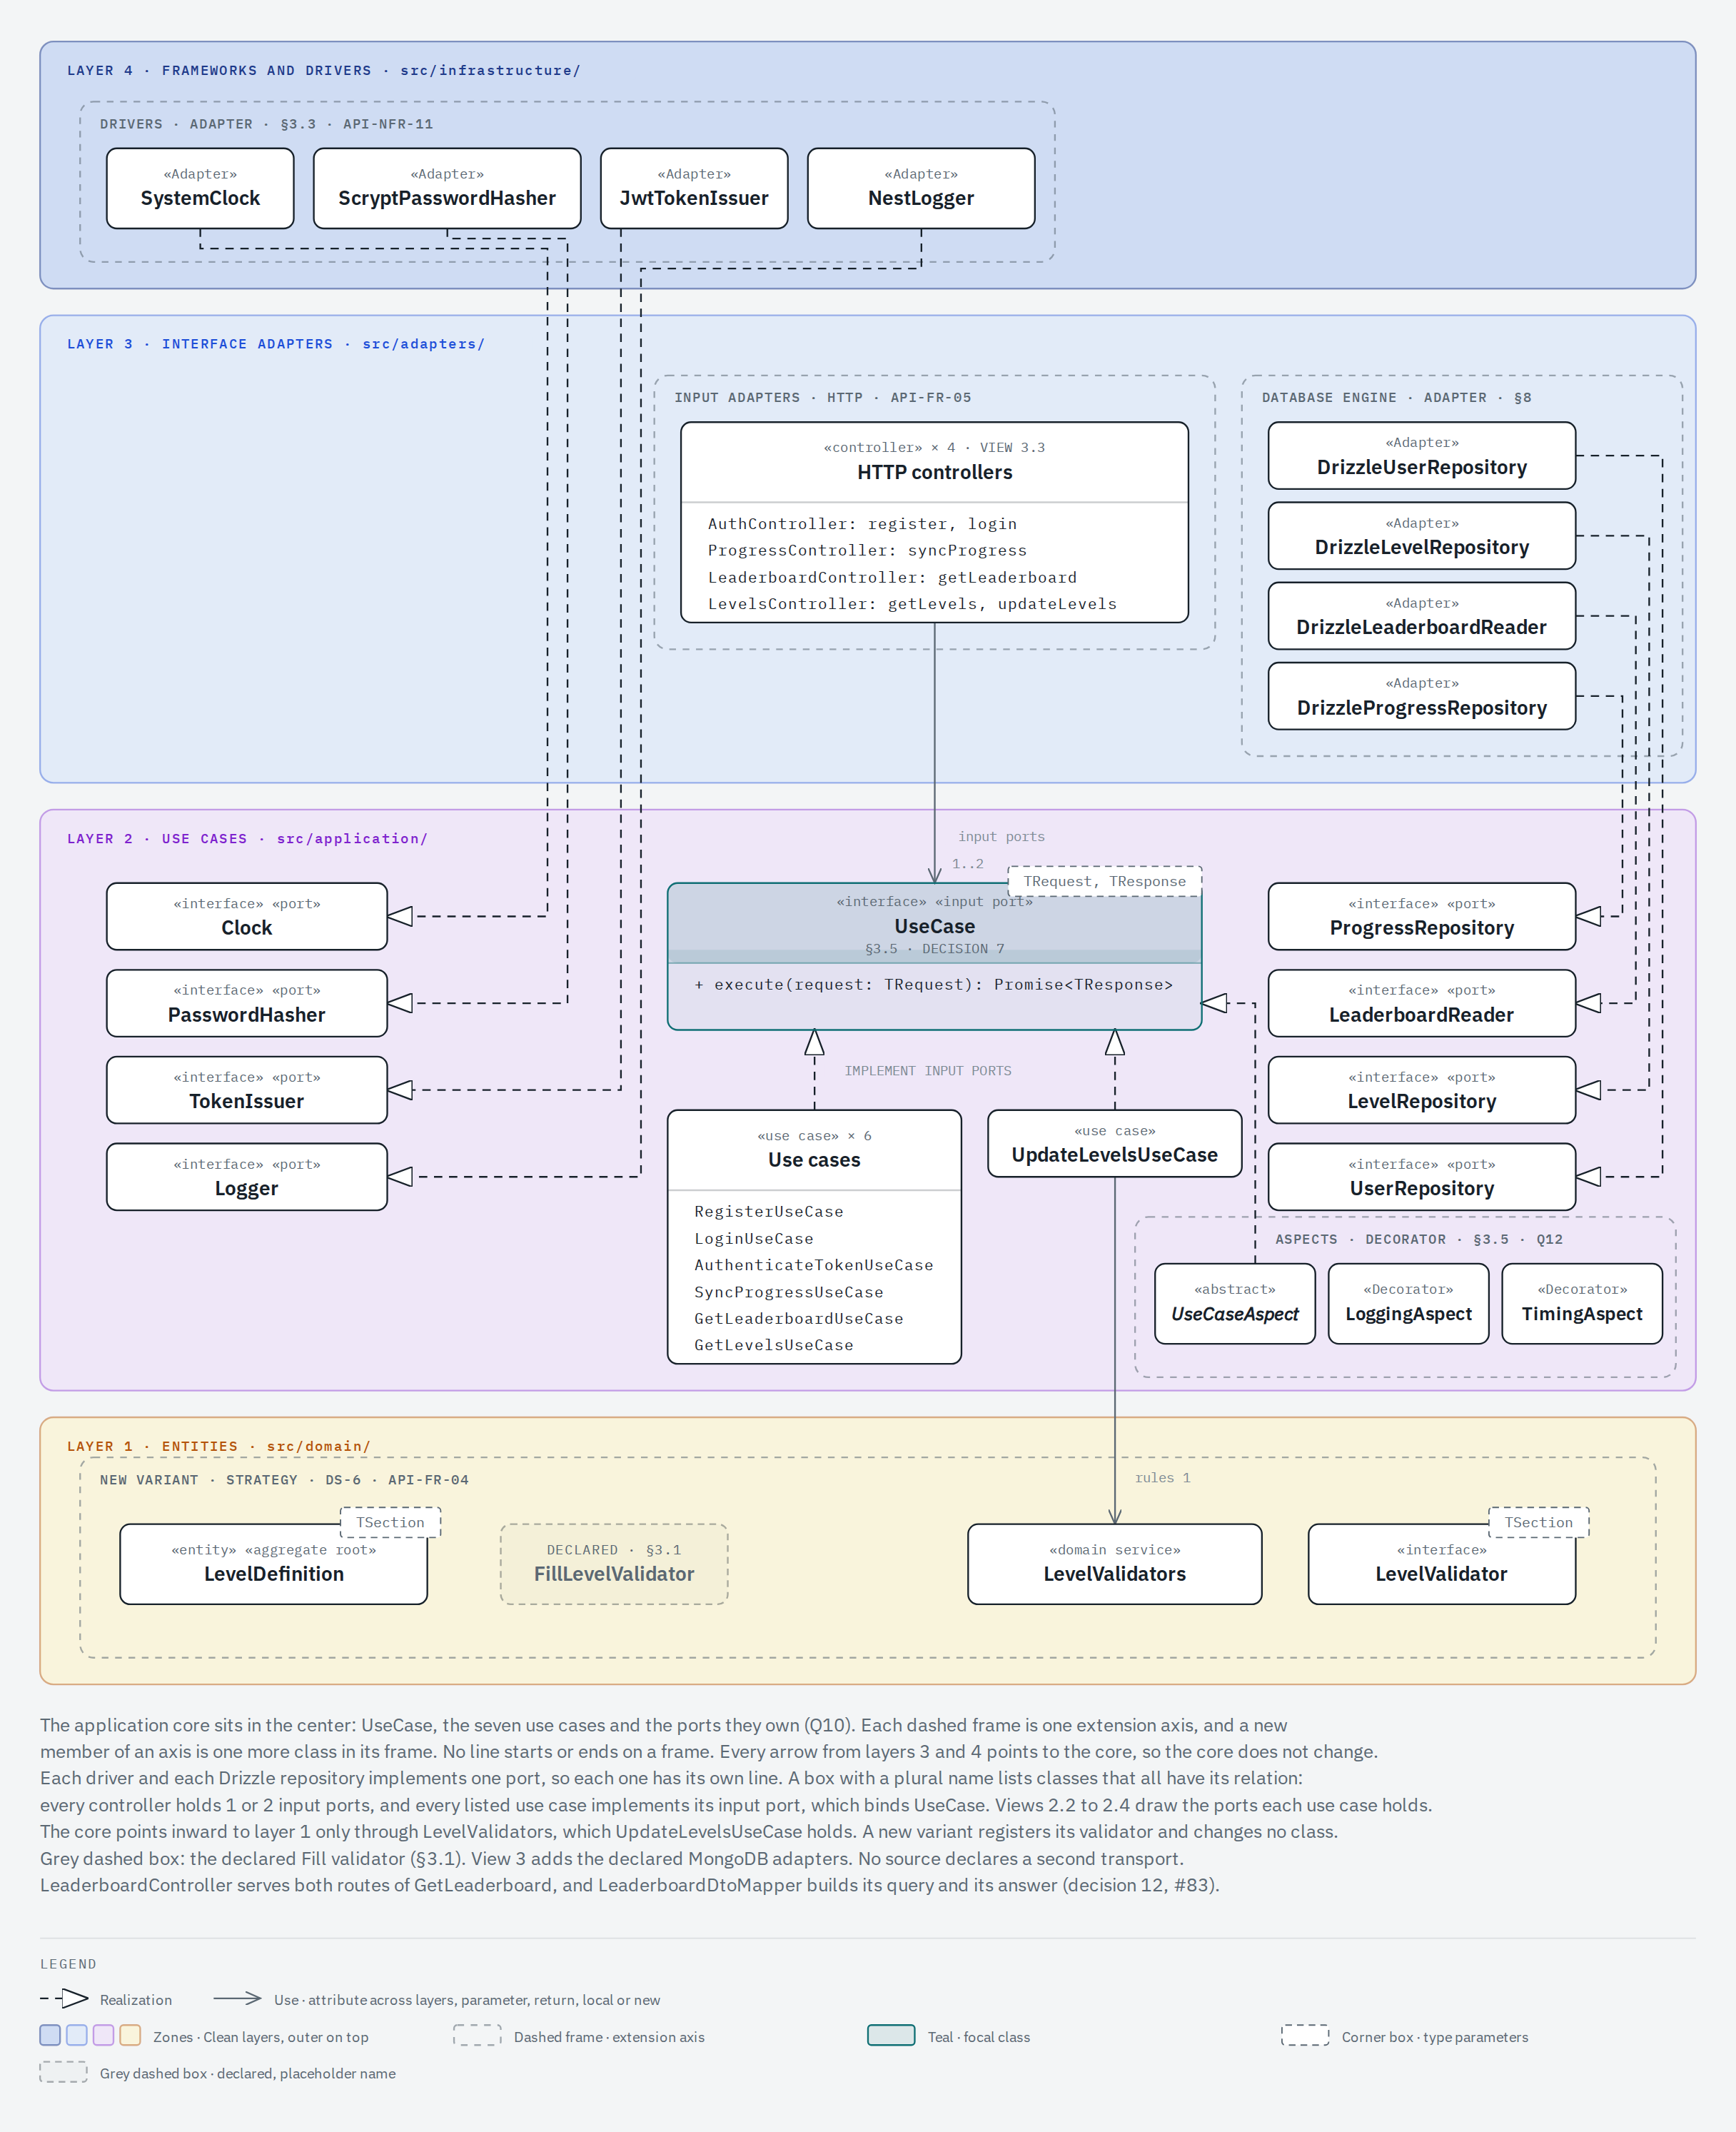 LAYER 4 · FRAMEWORKS AND DRIVERS · src/infrastructure/
DRIVERS · ADAPTER · §3.3 · API-NFR-11
«Adapter»
SystemClock
«Adapter»
ScryptPasswordHasher
«Adapter»
JwtTokenIssuer
«Adapter»
NestLogger
LAYER 3 · INTERFACE ADAPTERS · src/adapters/
INPUT ADAPTERS · HTTP · API-FR-05
«controller» × 4 · VIEW 3.3
HTTP controllers
AuthController: register, login
ProgressController: syncProgress
LeaderboardController: getLeaderboard
LevelsController: getLevels, updateLevels
DATABASE ENGINE · ADAPTER · §8
«Adapter»
DrizzleUserRepository
«Adapter»
DrizzleLevelRepository
«Adapter»
DrizzleLeaderboardReader
«Adapter»
DrizzleProgressRepository
LAYER 2 · USE CASES · src/application/
input ports
1..2
«interface» «port»
Clock
«interface» «port»
PasswordHasher
«interface» «port»
TokenIssuer
«interface» «port»
Logger
TRequest, TResponse
«interface» «input port»
UseCase
§3.5 · DECISION 7
+ execute(request: TRequest): Promise<TResponse>
IMPLEMENT INPUT PORTS
«use case» × 6
Use cases
RegisterUseCase
LoginUseCase
AuthenticateTokenUseCase
SyncProgressUseCase
GetLeaderboardUseCase
GetLevelsUseCase
«use case»
UpdateLevelsUseCase
«interface» «port»
ProgressRepository
«interface» «port»
LeaderboardReader
«interface» «port»
LevelRepository
«interface» «port»
UserRepository
ASPECTS · DECORATOR · §3.5 · Q12
«abstract»
UseCaseAspect
«Decorator»
LoggingAspect
«Decorator»
TimingAspect
LAYER 1 · ENTITIES · src/domain/
NEW VARIANT · STRATEGY · DS-6 · API-FR-04
rules 1
TSection
«entity» «aggregate root»
LevelDefinition
DECLARED · §3.1
FillLevelValidator
«domain service»
LevelValidators
TSection
«interface»
LevelValidator
The application core sits in the center: UseCase, the seven use cases and the ports they own (Q10). Each dashed frame is one extension axis, and a new
member of an axis is one more class in its frame. No line starts or ends on a frame. Every arrow from layers 3 and 4 points to the core, so the core does not change.
Each driver and each Drizzle repository implements one port, so each one has its own line. A box with a plural name lists classes that all have its relation:
every controller holds 1 or 2 input ports, and every listed use case implements its input port, which binds UseCase. Views 2.2 to 2.4 draw the ports each use case holds.
The core points inward to layer 1 only through LevelValidators, which UpdateLevelsUseCase holds. A new variant registers its validator and changes no class.
Grey dashed box: the declared Fill validator (§3.1). View 3 adds the declared MongoDB adapters. No source declares a second transport.
LeaderboardController serves both routes of GetLeaderboard, and LeaderboardDtoMapper builds its query and its answer (decision 12, #83).
LEGEND
Realization
Use · attribute across layers, parameter, return, local or new
Zones · Clean layers, outer on top
Dashed frame · extension axis
Teal · focal class
Corner box · type parameters
Grey dashed box · declared, placeholder name